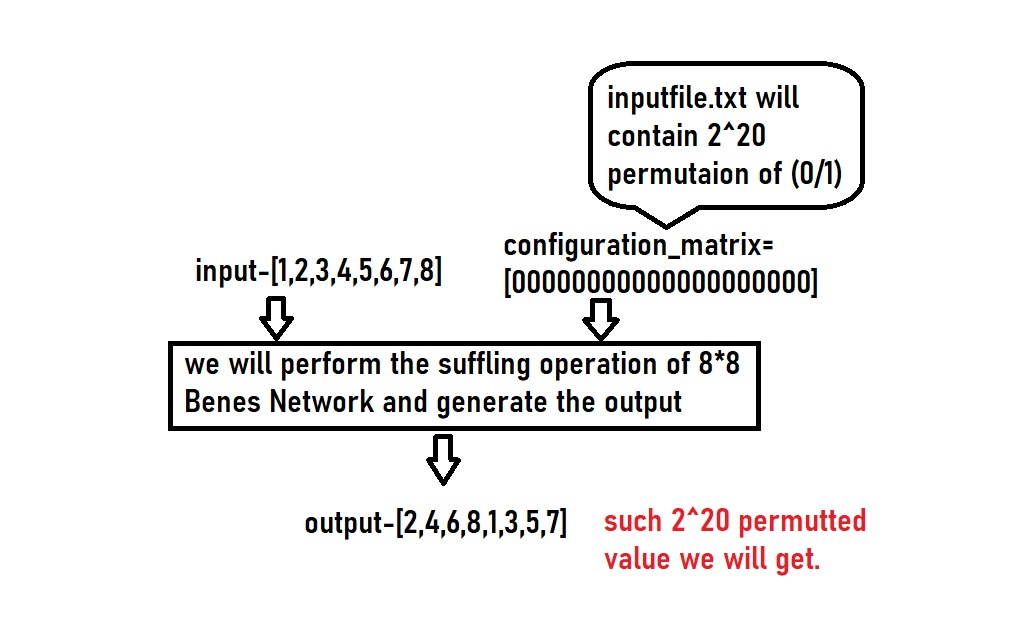 inputfile.txt will
contain 2^20
permutaion of (0/1)
configuration_matrix=
input-[1,2,3,4,5,6,7,8]
[00000000000000000000]
we will perform the suffling operation of 8*8
Benes Network and generate the output
output-[2,4,6,8,1,3,5,7]
such 2^20 permutted
value we will get.